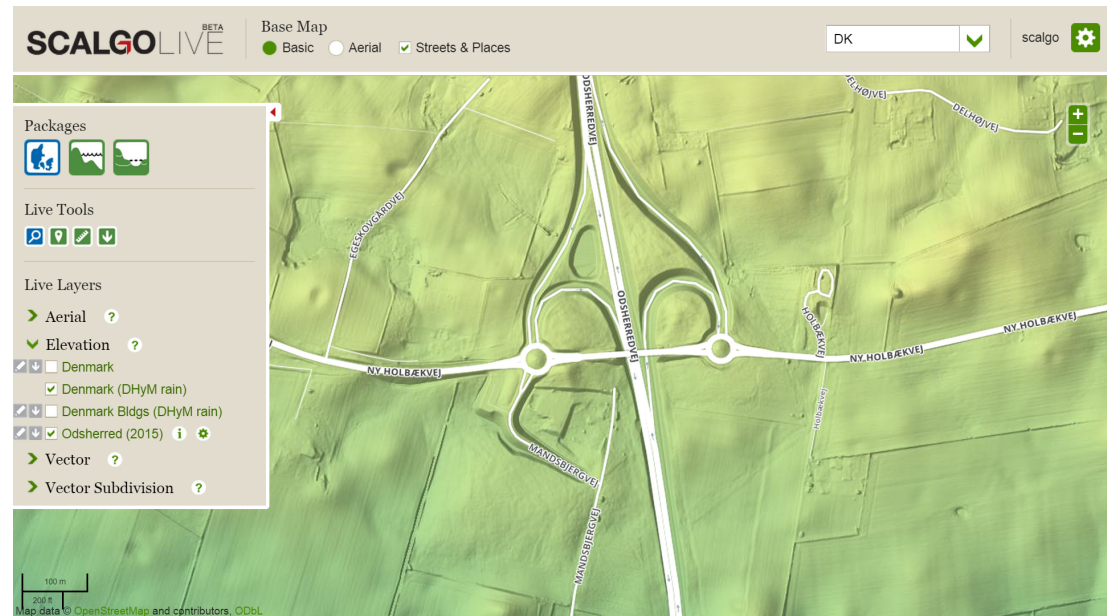 SCALGOLIVE BETA
Base Map
Basic Aerial Streets & Places
DK
scalgo
Packages
Live Tools
Live Layers
Aerial ?
Elevation ?
Denmark
Denmark (DHyM rain)
Denmark Bldgs (DHyM rain)
Odsherred (2015) i
Vector ?
Vector Subdivision ?
+
−
ODSHERREDVEJ
DELHØJVEJ
EGESKOVGÅRDVEJ
ODSHERREDVEJ
HOLBÆKVEJ
NY HOLBÆKVEJ
NY HOLBÆKVEJ
NY HOLBÆKVEJ
Holbækvej
MANDSBJERGVEJ
MANDSBJERGVEJ
100 m
200 ft
Map data © OpenStreetMap and contributors, ODbL